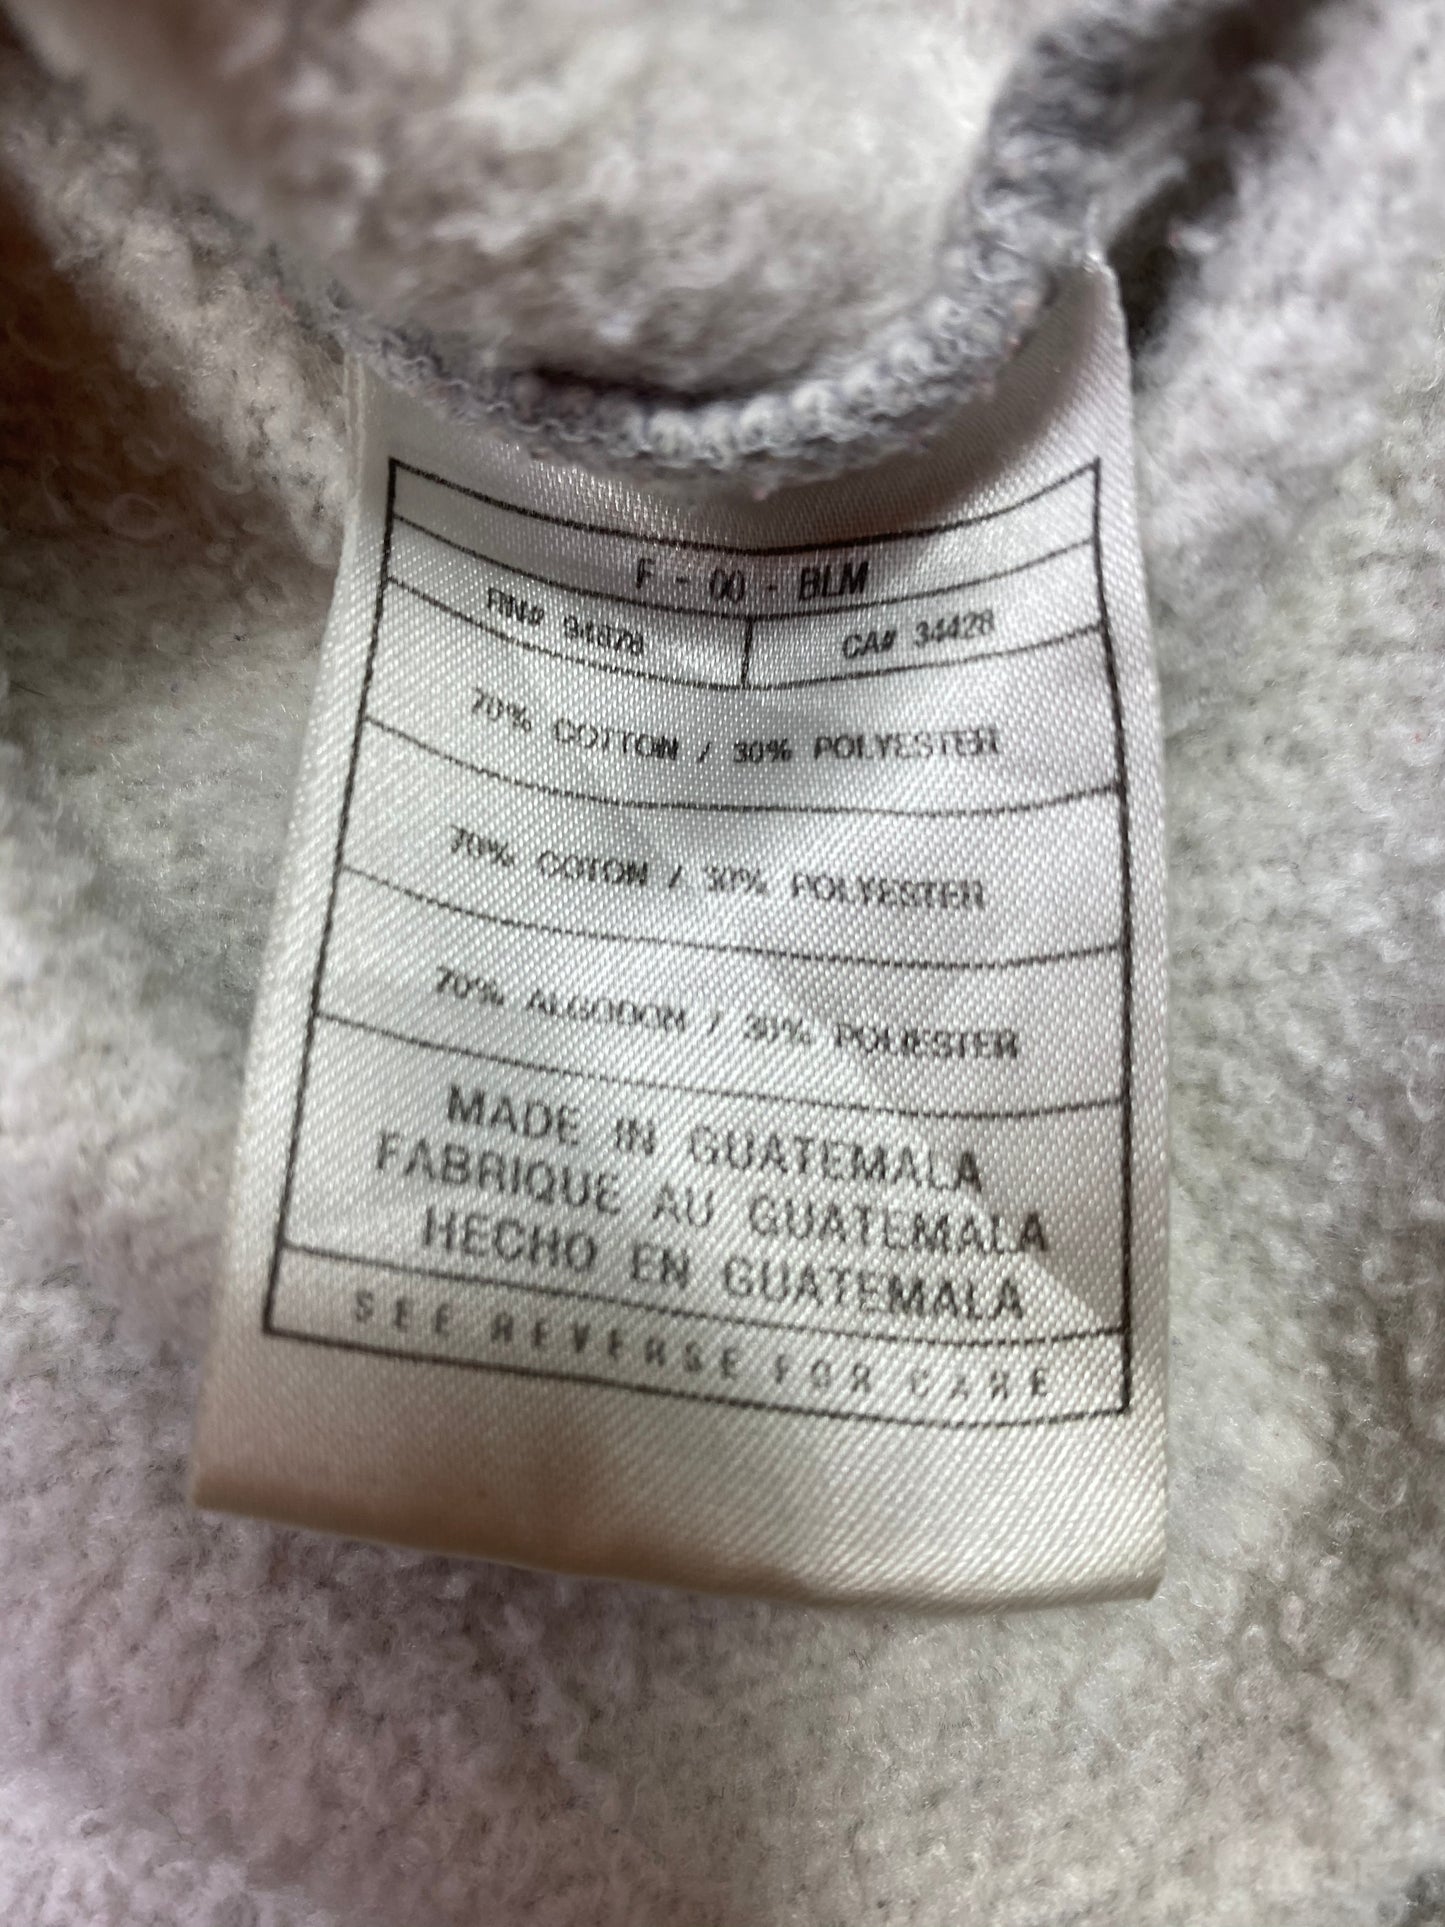 F - 00 - BLM
RN# 94878 CA# 34428
70% COTTON / 30% POLYESTER
70% COTON / 30% POLYESTER
70% ALGODON / 30% POLIESTER
MADE IN GUATEMALA
FABRIQUE AU GUATEMALA
HECHO EN GUATEMALA
SEE REVERSE FOR CARE